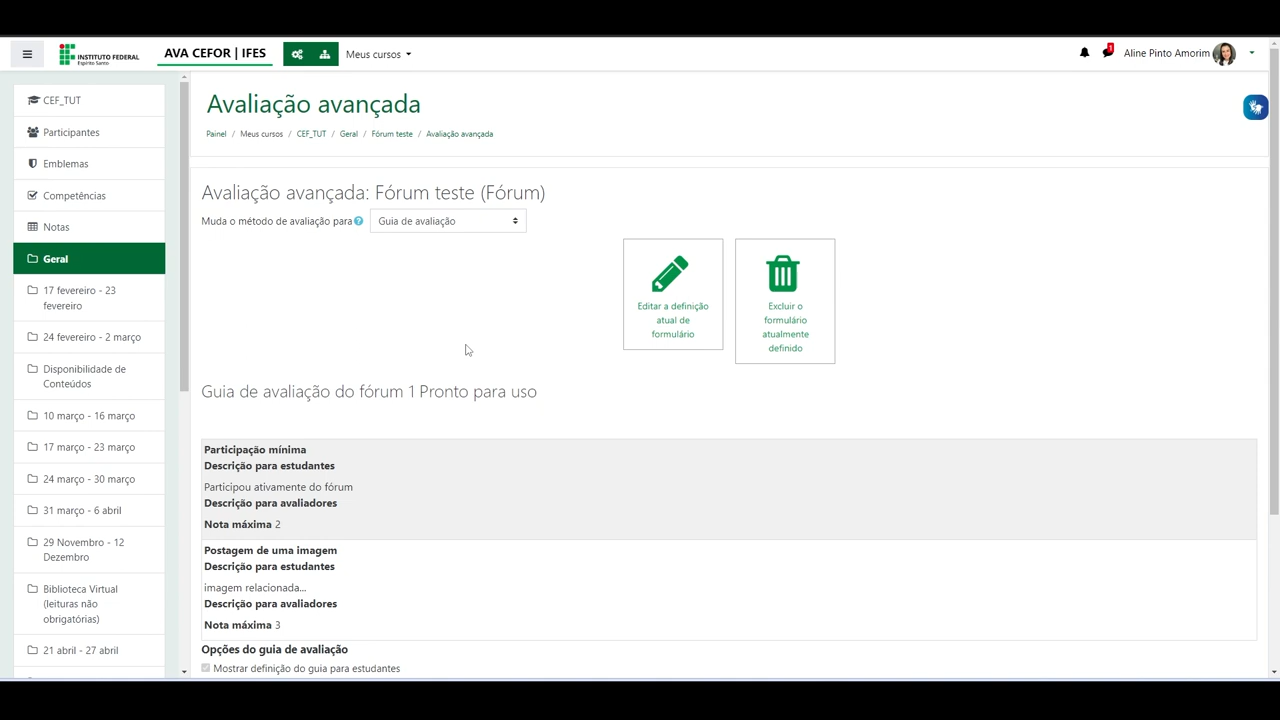 INSTITUTO FEDERAL
Espírito Santo
AVA CEFOR | IFES
Meus cursos
1
Aline Pinto Amorim
CEF_TUT
Participantes
Emblemas
Competências
Notas
Geral
17 fevereiro - 23
fevereiro
24 fevereiro - 2 março
Disponibilidade de
Conteúdos
10 março - 16 março
17 março - 23 março
24 março - 30 março
31 março - 6 abril
29 Novembro - 12
Dezembro
Biblioteca Virtual
(leituras não
obrigatórias)
21 abril - 27 abril
Avaliação avançada
Painel / Meus cursos / CEF_TUT / Geral / Fórum teste / Avaliação avançada
Avaliação avançada: Fórum teste (Fórum)
Muda o método de avaliação para ? Guia de avaliação
Editar a definição
atual de
formulário
Excluir o
formulário
atualmente
definido
Guia de avaliação do fórum 1 Pronto para uso
Participação mínima
Descrição para estudantes
Participou ativamente do fórum
Descrição para avaliadores
Nota máxima 2
Postagem de uma imagem
Descrição para estudantes
imagem relacionada...
Descrição para avaliadores
Nota máxima 3
Opções do guia de avaliação
Mostrar definição do guia para estudantes